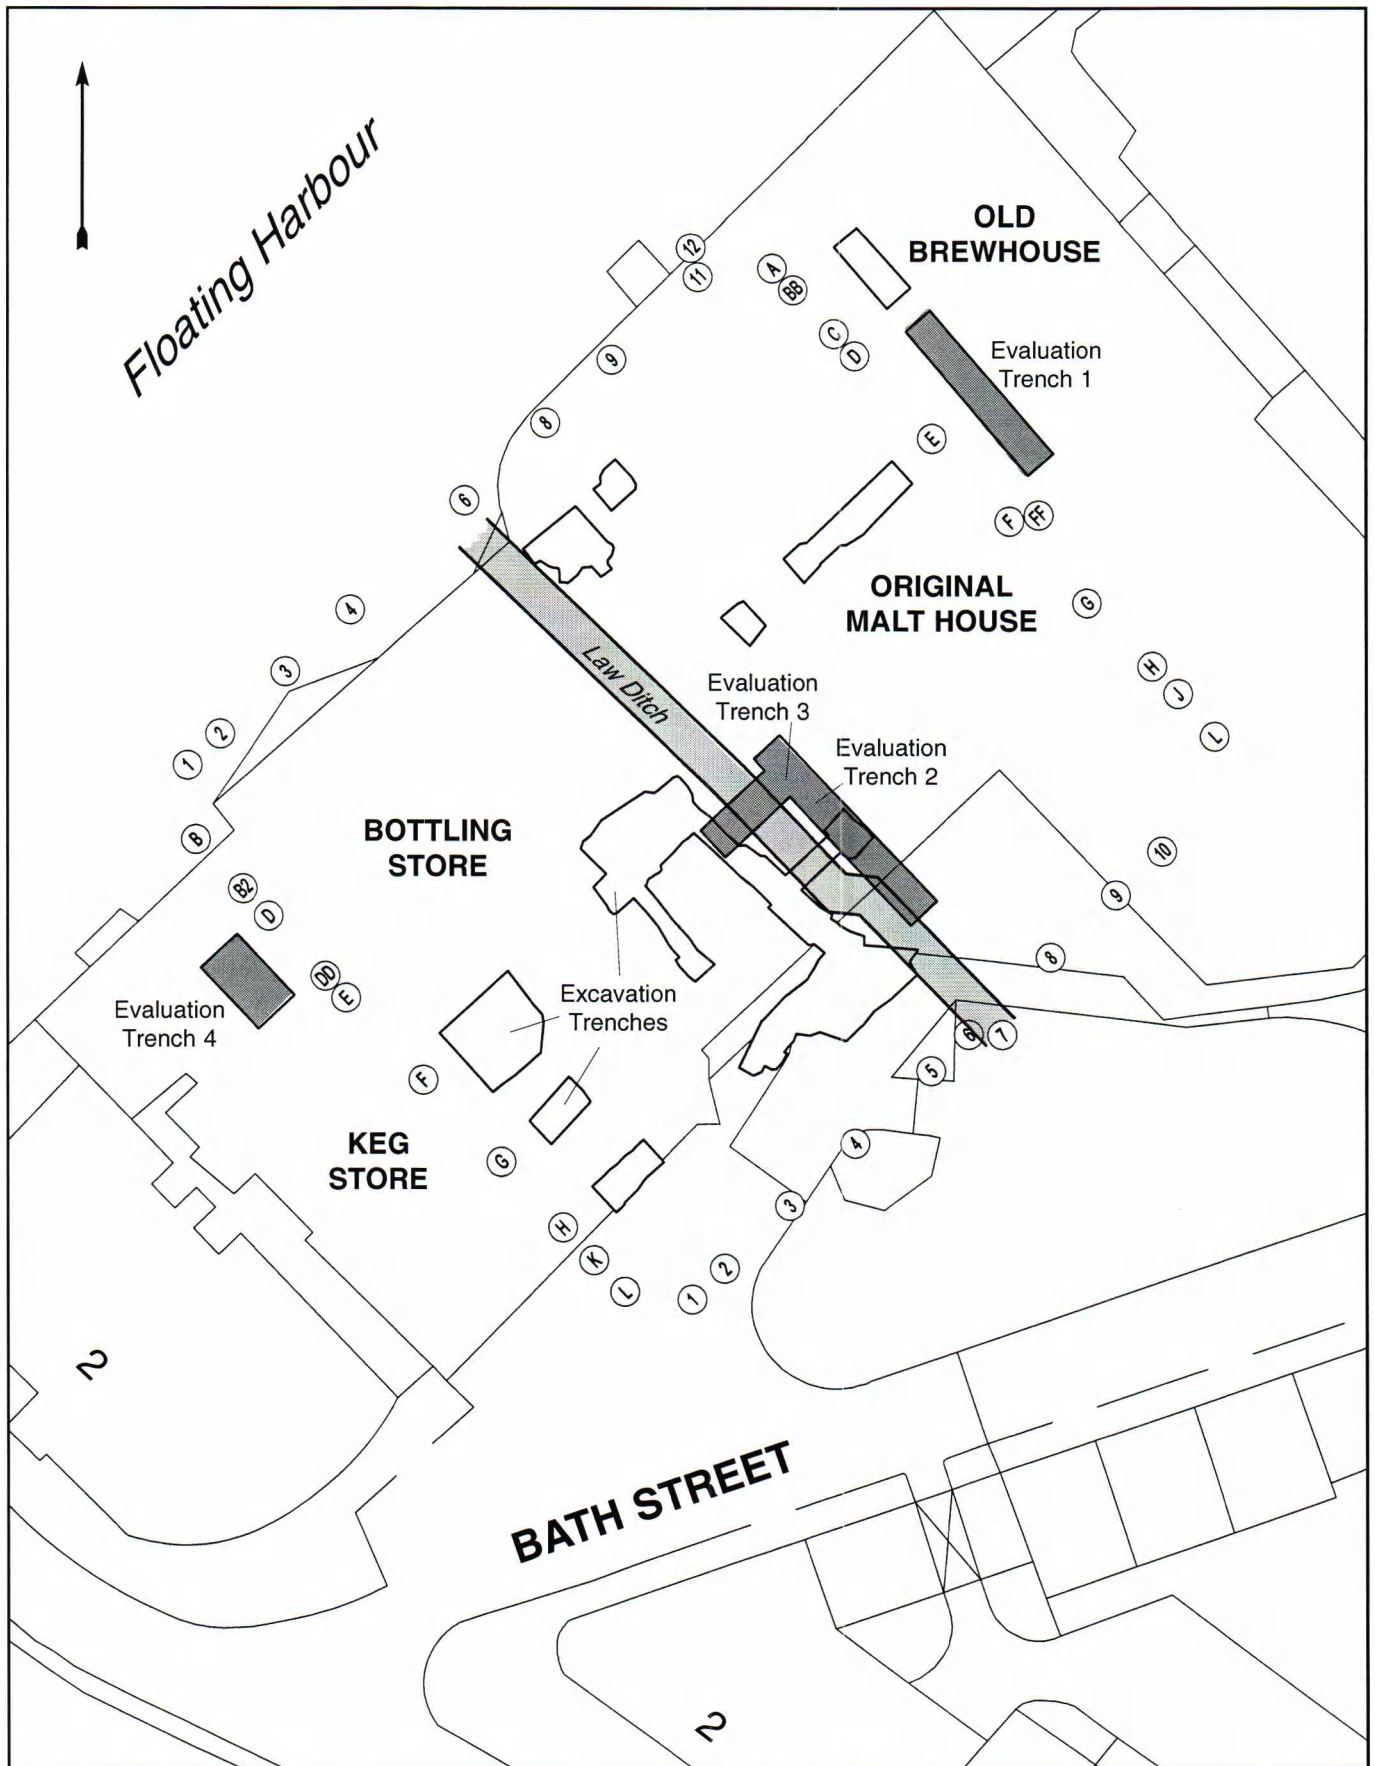 Floating Harbour
OLD
BREWHOUSE
12
11
A
BB
C
D
9
Evaluation
Trench 1
8
E
6
F
FF
4
ORIGINAL
MALT HOUSE
G
3
Law Ditch
H
J
L
2
1
Evaluation
Trench 3
Evaluation
Trench 2
B
BOTTLING
STORE
10
9
B2
D
8
DD
E
Evaluation
Trench 4
Excavation
Trenches
6
7
5
F
KEG
STORE
G
4
3
H
K
L
2
1
2
BATH STREET
2